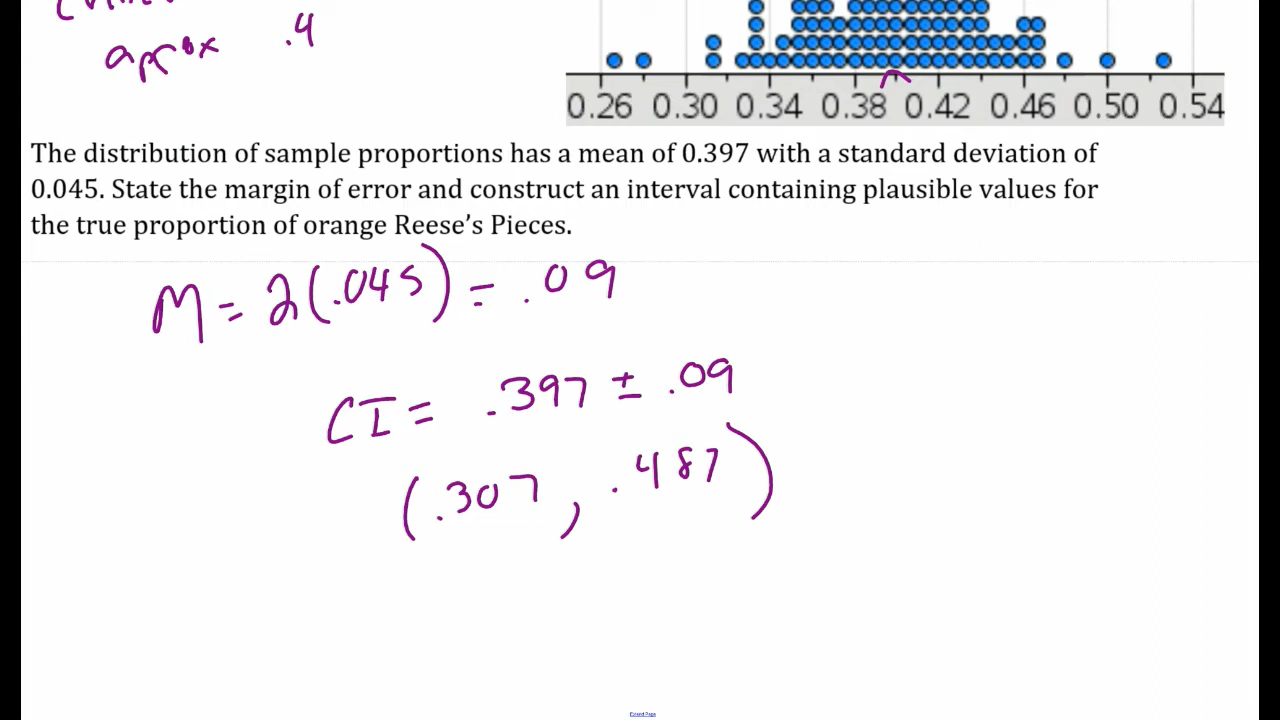 aprox .4
0.26 0.30 0.34 0.38 0.42 0.46 0.50 0.54
The distribution of sample proportions has a mean of 0.397 with a standard deviation of
0.045. State the margin of error and construct an interval containing plausible values for
the true proportion of orange Reese's Pieces.
M = 2(.045) = .09
CI = .397 ± .09
(.307, .487)
Extend Page